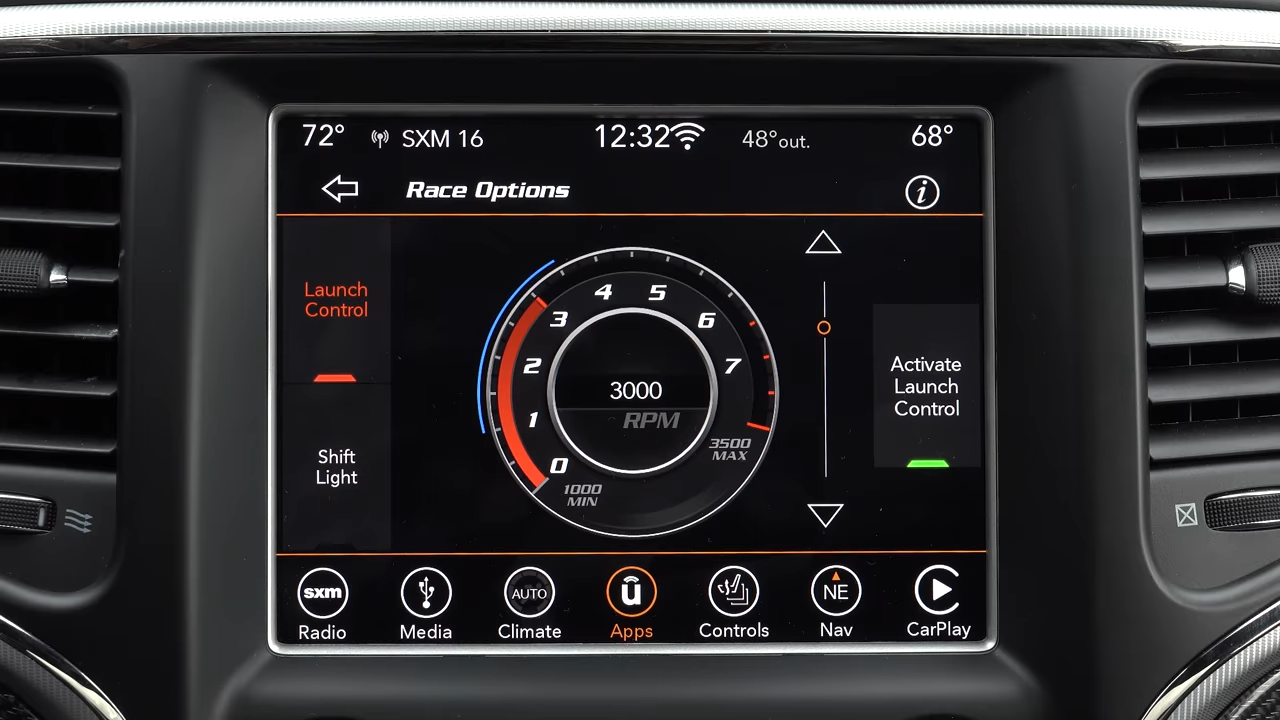 72° SXM 16 12:32 48°out. 68°
Race Options i
Launch
Control
Shift
Light
0 1 2 3 4 5 6 7
3000
RPM
1000
MIN
3500
MAX
Activate
Launch
Control
sxm AUTO ū NE
Radio Media Climate Apps Controls Nav CarPlay